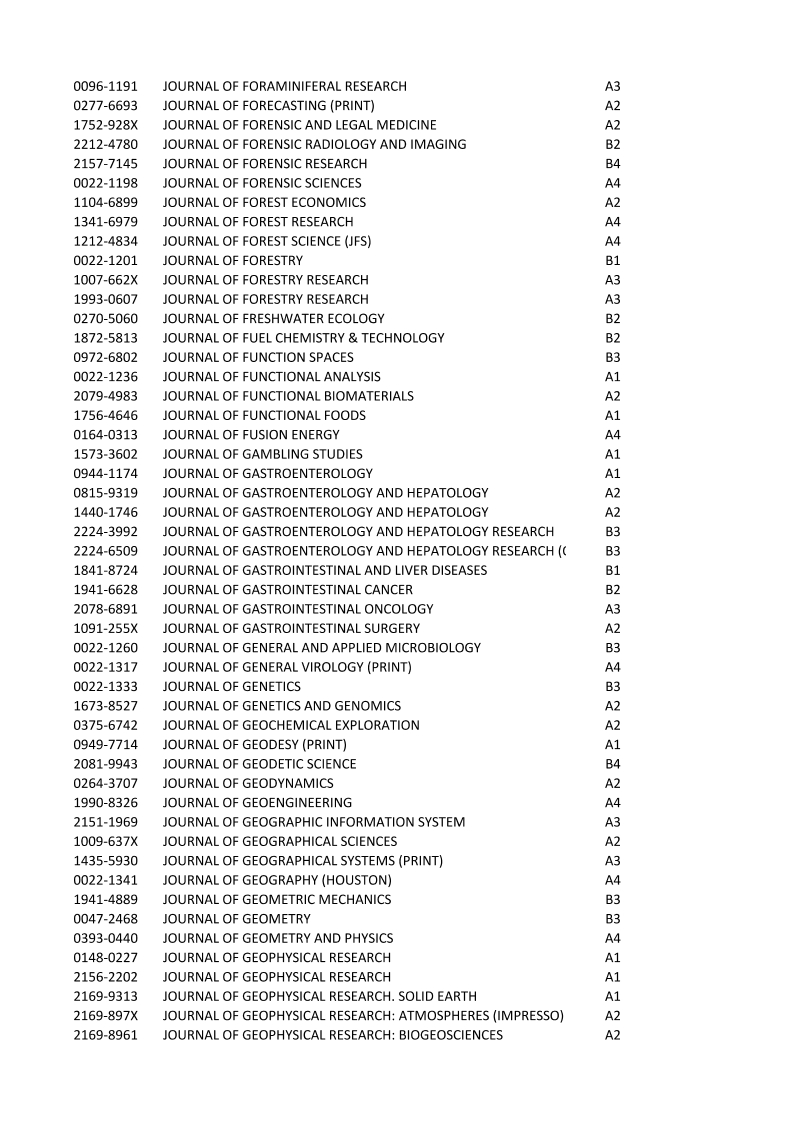 0096-1191 JOURNAL OF FORAMINIFERAL RESEARCH A3
0277-6693 JOURNAL OF FORECASTING (PRINT) A2
1752-928X JOURNAL OF FORENSIC AND LEGAL MEDICINE A2
2212-4780 JOURNAL OF FORENSIC RADIOLOGY AND IMAGING B2
2157-7145 JOURNAL OF FORENSIC RESEARCH B4
0022-1198 JOURNAL OF FORENSIC SCIENCES A4
1104-6899 JOURNAL OF FOREST ECONOMICS A2
1341-6979 JOURNAL OF FOREST RESEARCH A4
1212-4834 JOURNAL OF FOREST SCIENCE (JFS) A4
0022-1201 JOURNAL OF FORESTRY B1
1007-662X JOURNAL OF FORESTRY RESEARCH A3
1993-0607 JOURNAL OF FORESTRY RESEARCH A3
0270-5060 JOURNAL OF FRESHWATER ECOLOGY B2
1872-5813 JOURNAL OF FUEL CHEMISTRY & TECHNOLOGY B2
0972-6802 JOURNAL OF FUNCTION SPACES B3
0022-1236 JOURNAL OF FUNCTIONAL ANALYSIS A1
2079-4983 JOURNAL OF FUNCTIONAL BIOMATERIALS A2
1756-4646 JOURNAL OF FUNCTIONAL FOODS A1
0164-0313 JOURNAL OF FUSION ENERGY A4
1573-3602 JOURNAL OF GAMBLING STUDIES A1
0944-1174 JOURNAL OF GASTROENTEROLOGY A1
0815-9319 JOURNAL OF GASTROENTEROLOGY AND HEPATOLOGY A2
1440-1746 JOURNAL OF GASTROENTEROLOGY AND HEPATOLOGY A2
2224-3992 JOURNAL OF GASTROENTEROLOGY AND HEPATOLOGY RESEARCH B3
2224-6509 JOURNAL OF GASTROENTEROLOGY AND HEPATOLOGY RESEARCH (( B3
1841-8724 JOURNAL OF GASTROINTESTINAL AND LIVER DISEASES B1
1941-6628 JOURNAL OF GASTROINTESTINAL CANCER B2
2078-6891 JOURNAL OF GASTROINTESTINAL ONCOLOGY A3
1091-255X JOURNAL OF GASTROINTESTINAL SURGERY A2
0022-1260 JOURNAL OF GENERAL AND APPLIED MICROBIOLOGY B3
0022-1317 JOURNAL OF GENERAL VIROLOGY (PRINT) A4
0022-1333 JOURNAL OF GENETICS B3
1673-8527 JOURNAL OF GENETICS AND GENOMICS A2
0375-6742 JOURNAL OF GEOCHEMICAL EXPLORATION A2
0949-7714 JOURNAL OF GEODESY (PRINT) A1
2081-9943 JOURNAL OF GEODETIC SCIENCE B4
0264-3707 JOURNAL OF GEODYNAMICS A2
1990-8326 JOURNAL OF GEOENGINEERING A4
2151-1969 JOURNAL OF GEOGRAPHIC INFORMATION SYSTEM A3
1009-637X JOURNAL OF GEOGRAPHICAL SCIENCES A2
1435-5930 JOURNAL OF GEOGRAPHICAL SYSTEMS (PRINT) A3
0022-1341 JOURNAL OF GEOGRAPHY (HOUSTON) A4
1941-4889 JOURNAL OF GEOMETRIC MECHANICS B3
0047-2468 JOURNAL OF GEOMETRY B3
0393-0440 JOURNAL OF GEOMETRY AND PHYSICS A4
0148-0227 JOURNAL OF GEOPHYSICAL RESEARCH A1
2156-2202 JOURNAL OF GEOPHYSICAL RESEARCH A1
2169-9313 JOURNAL OF GEOPHYSICAL RESEARCH. SOLID EARTH A1
2169-897X JOURNAL OF GEOPHYSICAL RESEARCH: ATMOSPHERES (IMPRESSO) A2
2169-8961 JOURNAL OF GEOPHYSICAL RESEARCH: BIOGEOSCIENCES A2